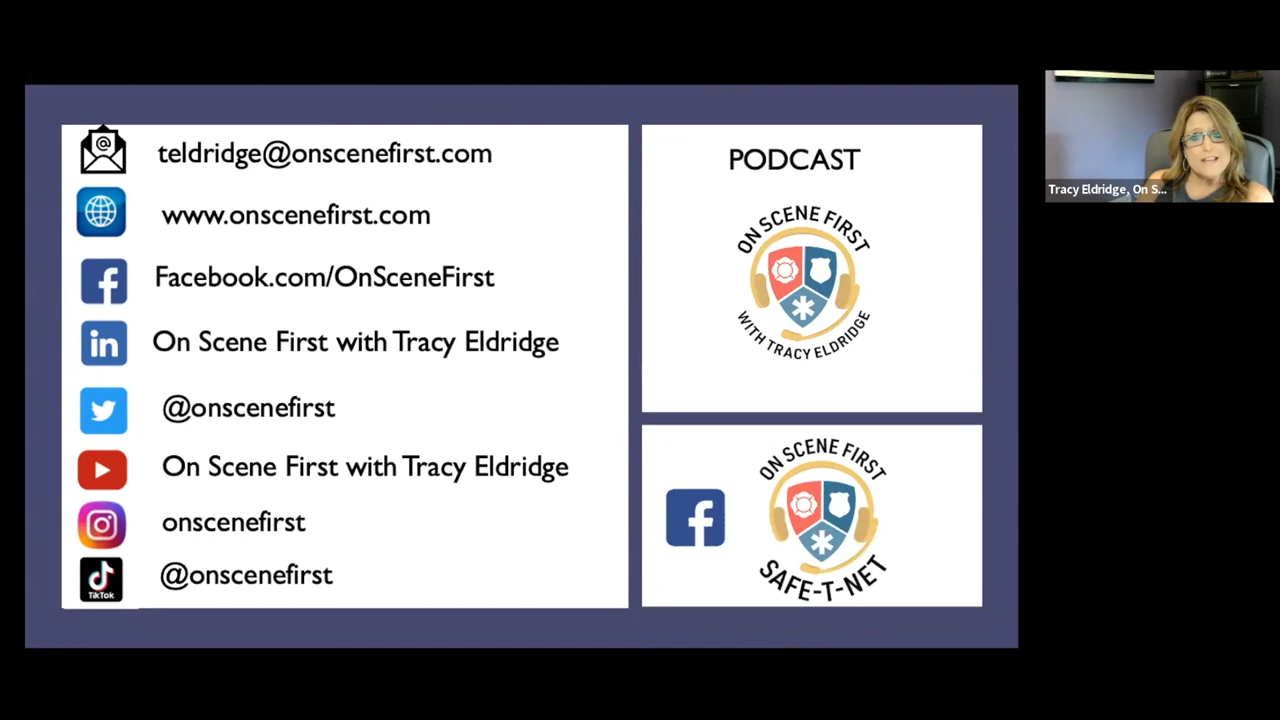 teldridge@onscenefirst.com
www.onscenefirst.com
Facebook.com/OnSceneFirst
On Scene First with Tracy Eldridge
@onscenefirst
On Scene First with Tracy Eldridge
onscenefirst
TikTok
@onscenefirst
PODCAST
ON SCENE FIRST
WITH TRACY ELDRIDGE
ON SCENE FIRST
SAFE-T-NET
Tracy Eldridge, On S...